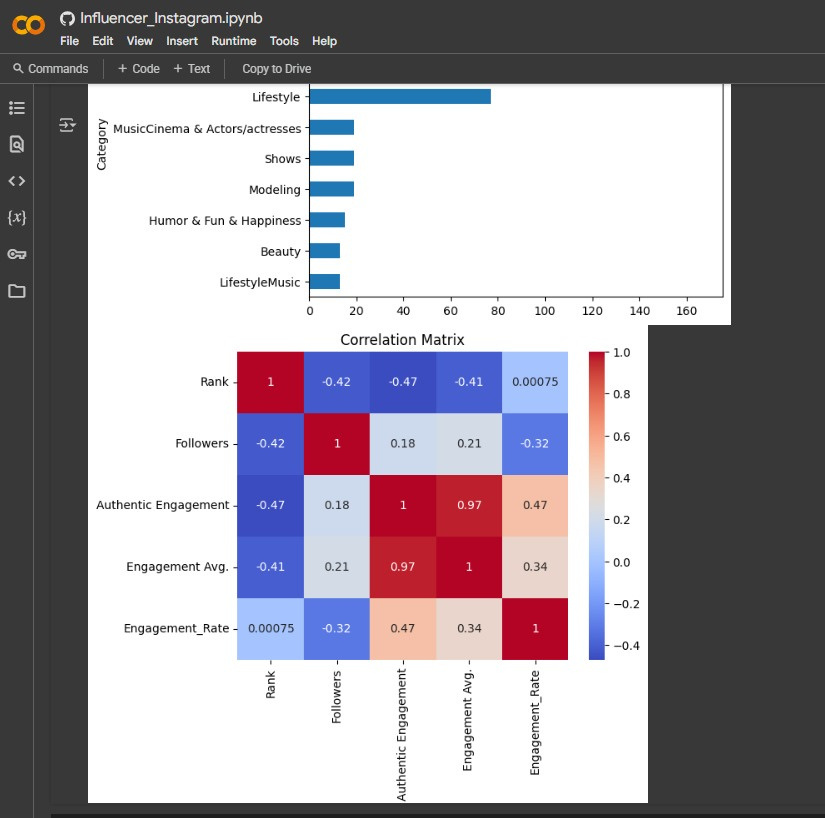 Influencer_Instagram.ipynb
File Edit View Insert Runtime Tools Help
Commands + Code + Text Copy to Drive
{x}
Category
Lifestyle
MusicCinema & Actors/actresses
Shows
Modeling
Humor & Fun & Happiness
Beauty
LifestyleMusic
0 20 40 60 80 100 120 140 160
Correlation Matrix
Rank 1 -0.42 -0.47 -0.41 0.00075
Followers -0.42 1 0.18 0.21 -0.32
Authentic Engagement -0.47 0.18 1 0.97 0.47
Engagement Avg. -0.41 0.21 0.97 1 0.34
Engagement_Rate 0.00075 -0.32 0.47 0.34 1
Rank Followers Authentic Engagement Engagement Avg. Engagement_Rate
1.0
0.8
0.6
0.4
0.2
0.0
−0.2
−0.4